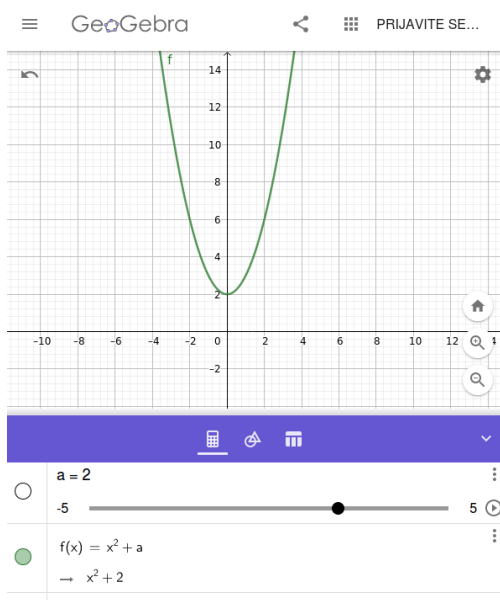 GeoGebra
PRIJAVITE SE...
f
14
12
10
8
6
4
2
-10 -8 -6 -4 -2 0 2 4 6 8 10 12 4
-2
a = 2
-5 5
f(x) = x² + a
→ x² + 2